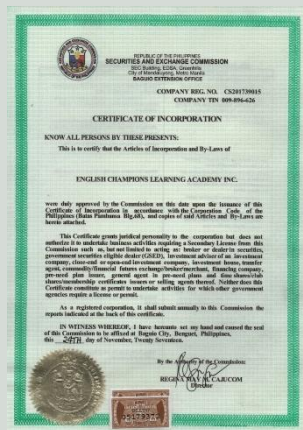 REPUBLIC OF THE PHILIPPINES
SECURITIES AND EXCHANGE COMMISSION
SEC Building, EDSA, Greenhills
City of Mandaluyong, Metro Manila
BAGUIO EXTENSION OFFICE
COMPANY REG. NO. CS201739015
COMPANY TIN 009-896-626
CERTIFICATE OF INCORPORATION
KNOW ALL PERSONS BY THESE PRESENTS:
This is to certify that the Articles of Incorporation and By-Laws of
ENGLISH CHAMPIONS LEARNING ACADEMY INC.
were duly approved by the Commission on this date upon the issuance of this
Certificate of Incorporation in accordance with the Corporation Code of the
Philippines (Batas Pambansa Blg.68), and copies of said Articles and By-Laws are
hereto attached.
This Certificate grants juridical personality to the corporation but does not
authorize it to undertake business activities requiring a Secondary License from this
Commission such as, but not limited to acting as: broker or dealer in securities,
government securities eligible dealer (GSED), investment adviser of an investment
company, close-end or open-end investment company, investment house, transfer
agent, commodity/financial futures exchange/broker/merchant, financing company,
pre-need plan issuer, general agent in pre-need plans and time shares/club
shares/membership certificates issuers or selling agents thereof. Neither does this
Certificate constitute as permit to undertake activities for which other government
agencies require a license or permit.
As a registered corporation, it shall submit annually to this Commission the
reports indicated at the back of this certificate.
IN WITNESS WHEREOF, I have hereunto set my hand and caused the seal
of this Commission to be affixed at Baguio City, Benguet, Philippines,
this 24TH day of November, Twenty Seventeen.
By the Authority of the Commission:
REGINA MAY M. CAJUCOM
Director